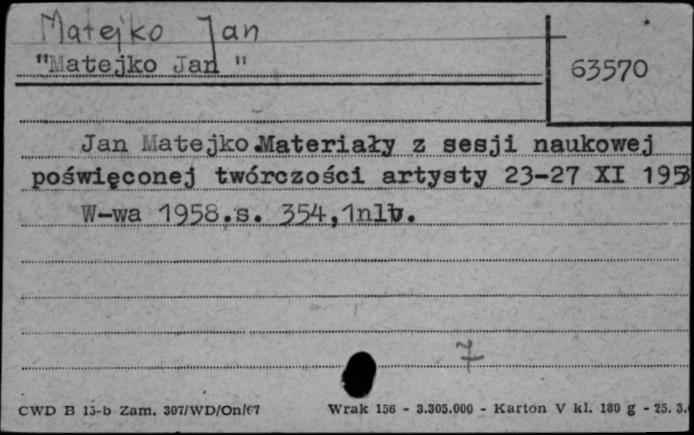 Matejko Jan
"Matejko Jan "
63570
Jan Matejko.Materiały z sesji naukowej
poświęconej twórczości artysty 23-27 XI 195
W-wa 1958.s. 354,1nlb.
7
CWD B 15-b Zam. 307/WD/On/67 Wrak 156 - 3.305.000 - Karton V kl. 180 g - 25. 3.